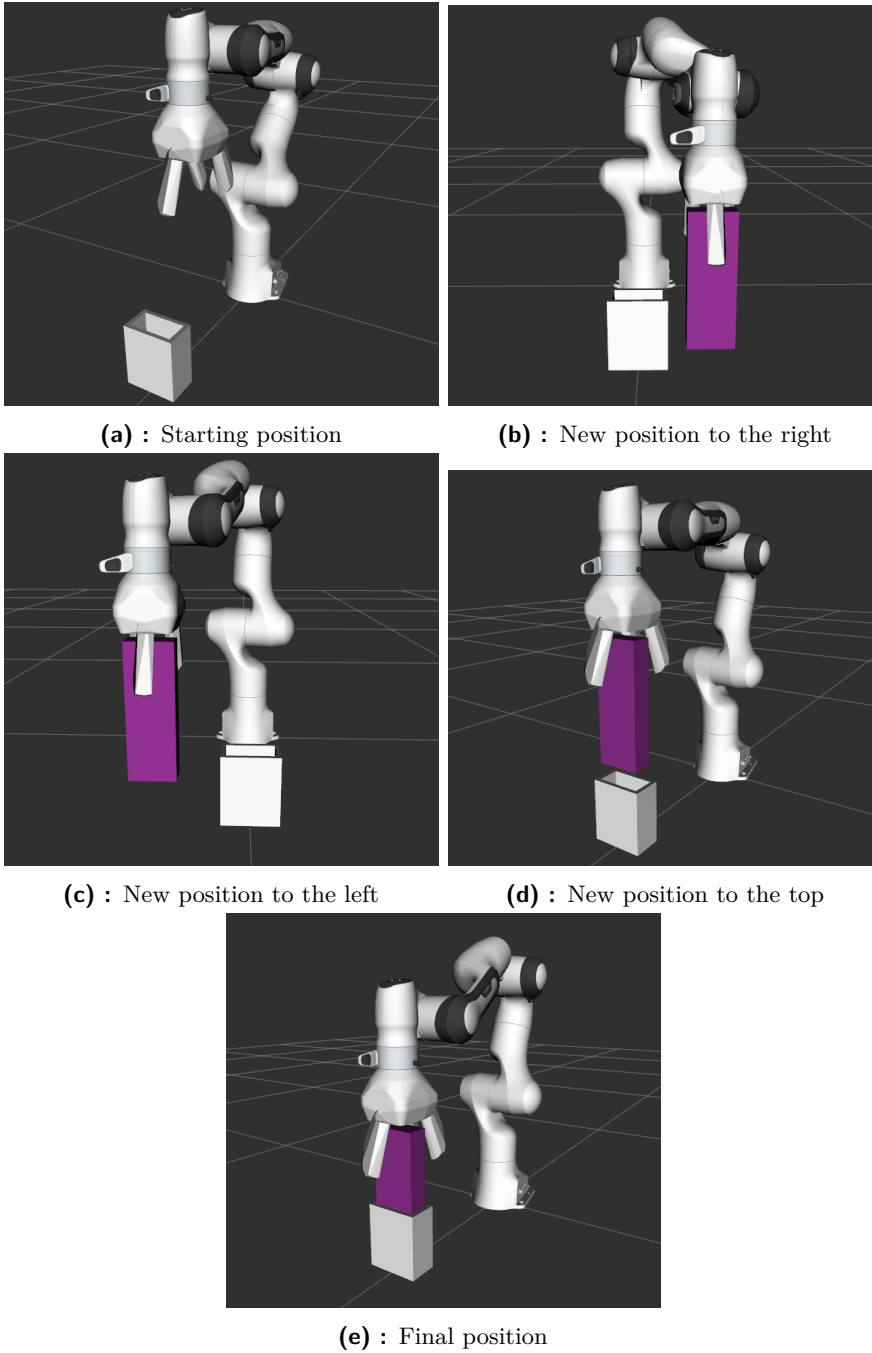 (a) : Starting position
(b) : New position to the right
(c) : New position to the left
(d) : New position to the top
(e) : Final position